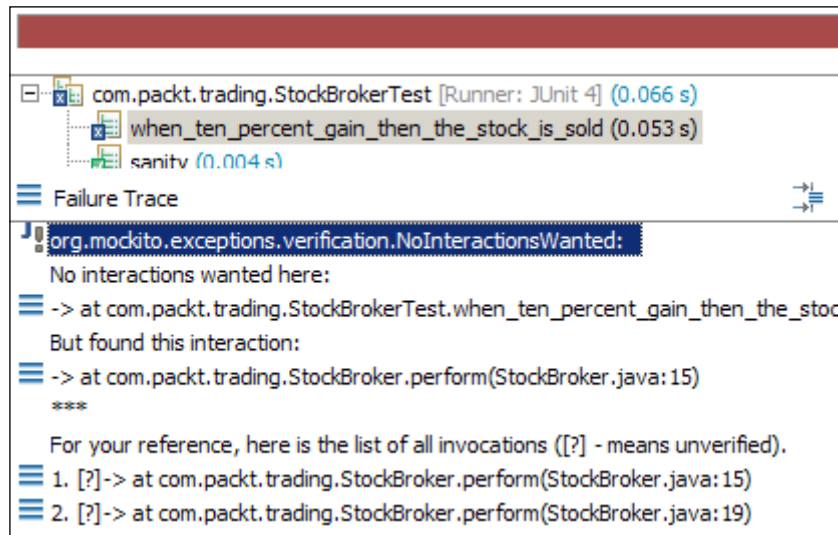 com.packt.trading.StockBrokerTest [Runner: JUnit 4] (0.066 s)
when_ten_percent_gain_then_the_stock_is_sold (0.053 s)
sanity (0.004 s)
Failure Trace
org.mockito.exceptions.verification.NoInteractionsWanted:
No interactions wanted here:
-> at com.packt.trading.StockBrokerTest.when_ten_percent_gain_then_the_stoc
But found this interaction:
-> at com.packt.trading.StockBroker.perform(StockBroker.java:15)
***
For your reference, here is the list of all invocations ([?] - means unverified).
1. [?]-> at com.packt.trading.StockBroker.perform(StockBroker.java:15)
2. [?]-> at com.packt.trading.StockBroker.perform(StockBroker.java:19)